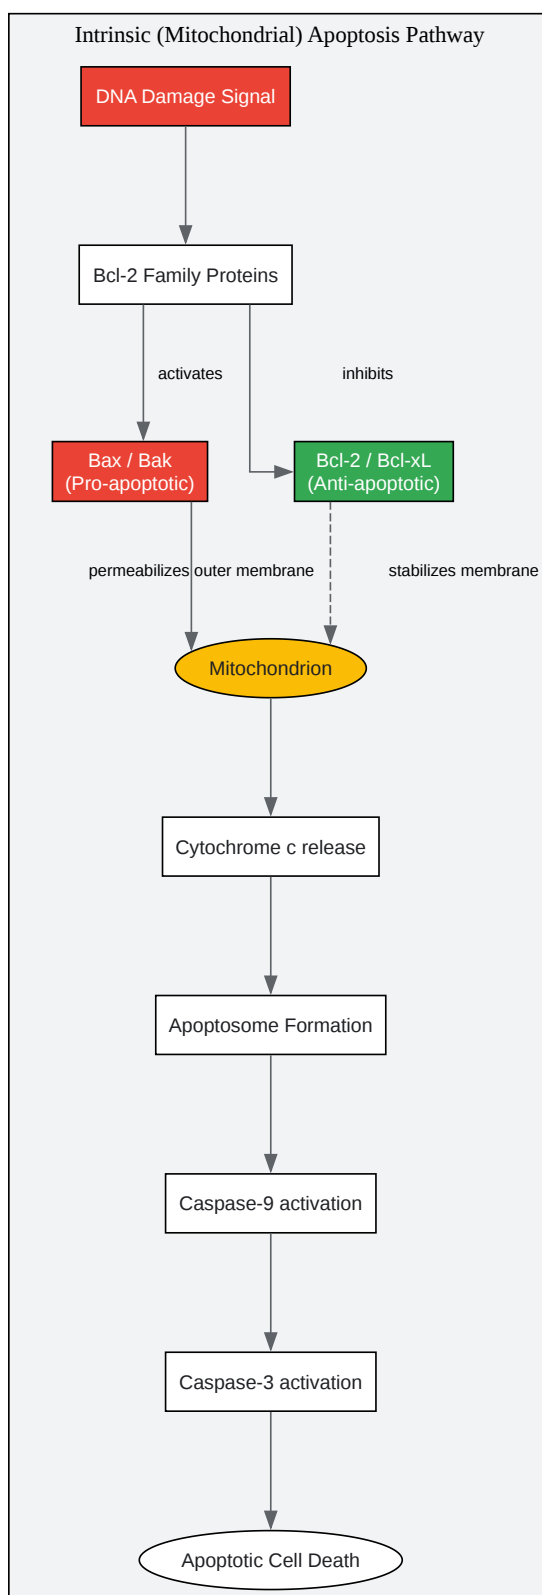 Intrinsic (Mitochondrial) Apoptosis Pathway
DNA Damage Signal
Bcl-2 Family Proteins
activates
inhibits
Bax / Bak
(Pro-apoptotic)
Bcl-2 / Bcl-xL
(Anti-apoptotic)
permeabilizes outer membrane
stabilizes membrane
Mitochondrion
Cytochrome c release
Apoptosome Formation
Caspase-9 activation
Caspase-3 activation
Apoptotic Cell Death